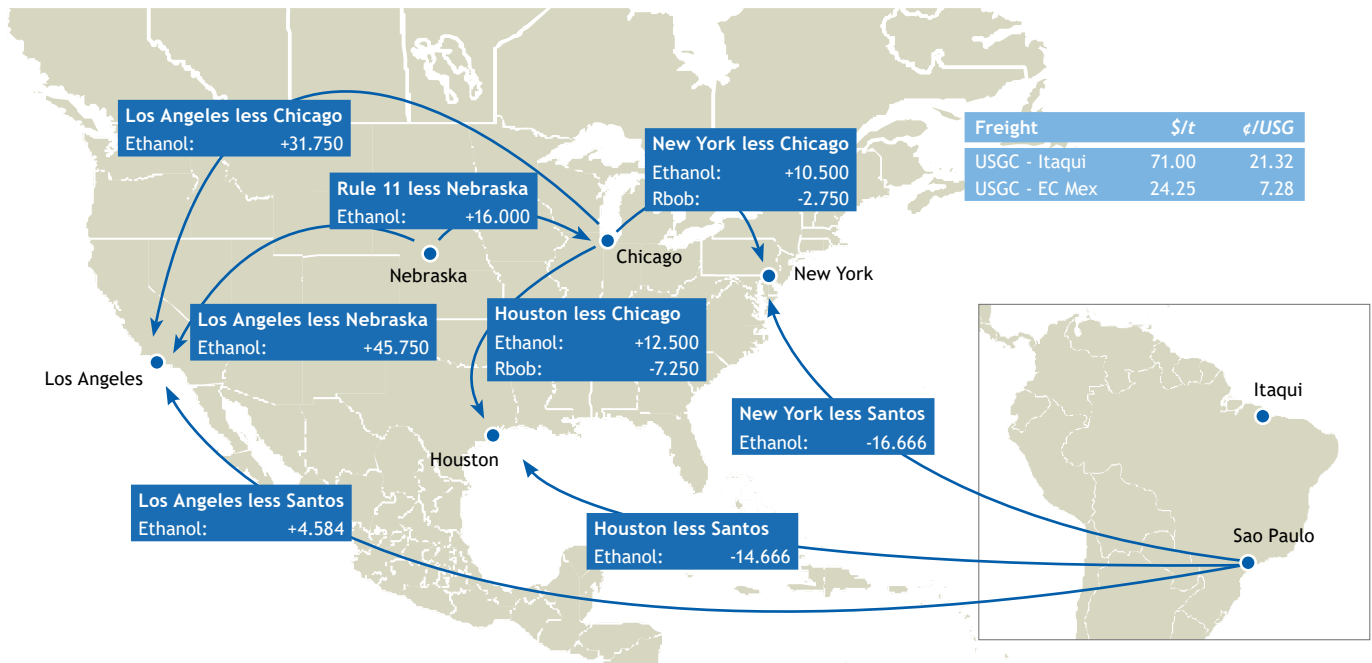 Los Angeles less Chicago
Ethanol: +31.750
New York less Chicago
Ethanol: +10.500
Rbob: -2.750
Freight $/t ¢/USG
USGC - Itaqui 71.00 21.32
USGC - EC Mex 24.25 7.28
Rule 11 less Nebraska
Ethanol: +16.000
Chicago
Nebraska
New York
Los Angeles less Nebraska
Ethanol: +45.750
Houston less Chicago
Ethanol: +12.500
Rbob: -7.250
Los Angeles
Itaqui
New York less Santos
Ethanol: -16.666
Houston
Los Angeles less Santos
Ethanol: +4.584
Houston less Santos
Ethanol: -14.666
Sao Paulo